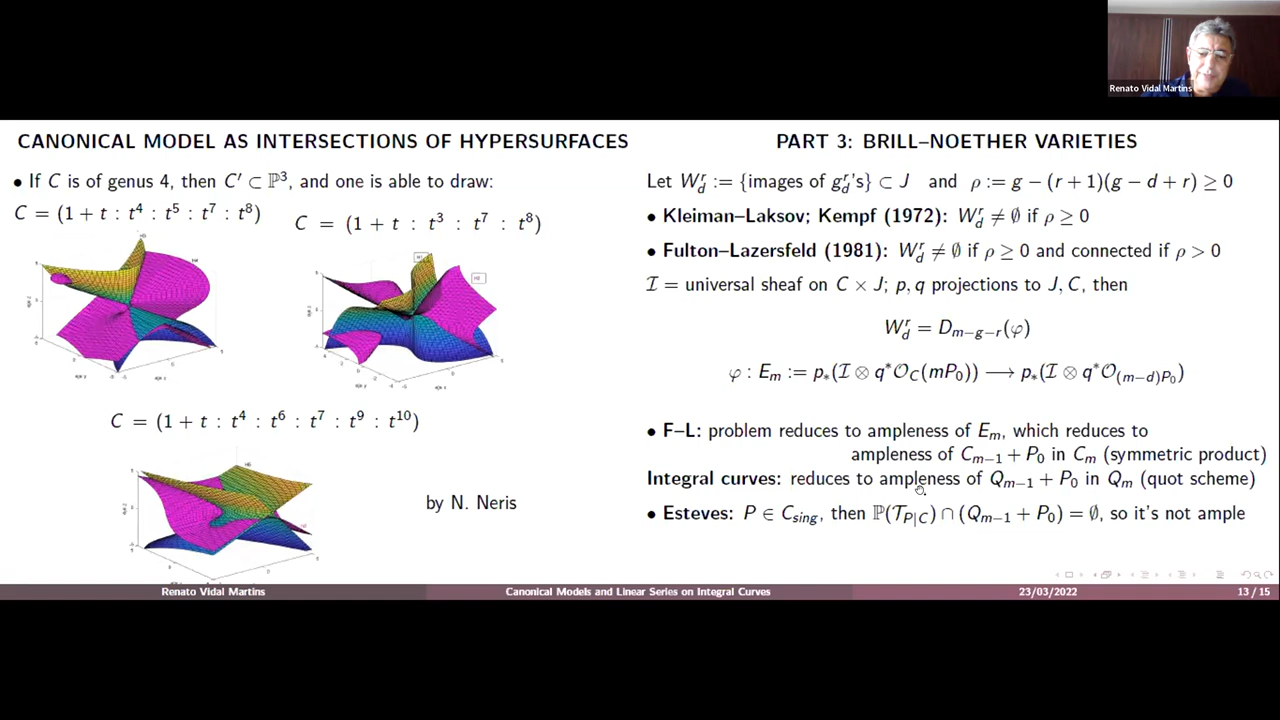 Renato Vidal Martins
CANONICAL MODEL AS INTERSECTIONS OF HYPERSURFACES
• If C is of genus 4, then C′ ⊂ ℙ³, and one is able to draw:
C = (1 + t : t⁴ : t⁵ : t⁷ : t⁸)
C = (1 + t : t³ : t⁷ : t⁸)
C = (1 + t : t⁴ : t⁶ : t⁷ : t⁹ : t¹⁰)
by N. Neris
PART 3: BRILL–NOETHER VARIETIES
Let W_d^r := {images of g_d^r's} ⊂ J and ρ := g − (r + 1)(g − d + r) ≥ 0
• Kleiman–Laksov; Kempf (1972): W_d^r ≠ ∅ if ρ ≥ 0
• Fulton–Lazersfeld (1981): W_d^r ≠ ∅ if ρ ≥ 0 and connected if ρ > 0
ℐ = universal sheaf on C × J; p, q projections to J, C, then
W_d^r = D_{m−g−r}(φ)
φ : E_m := p_*(ℐ ⊗ q^*𝒪_C(mP₀)) ⟶ p_*(ℐ ⊗ q^*𝒪_{(m−d)P₀})
• F–L: problem reduces to ampleness of E_m, which reduces to
ampleness of C_{m−1} + P₀ in C_m (symmetric product)
Integral curves: reduces to ampleness of Q_{m−1} + P₀ in Q_m (quot scheme)
• Esteves: P ∈ C_{sing}, then ℙ(𝒯_{P|C}) ∩ (Q_{m−1} + P₀) = ∅, so it's not ample
Renato Vidal Martins
Canonical Models and Linear Series on Integral Curves
23/03/2022
13 / 15